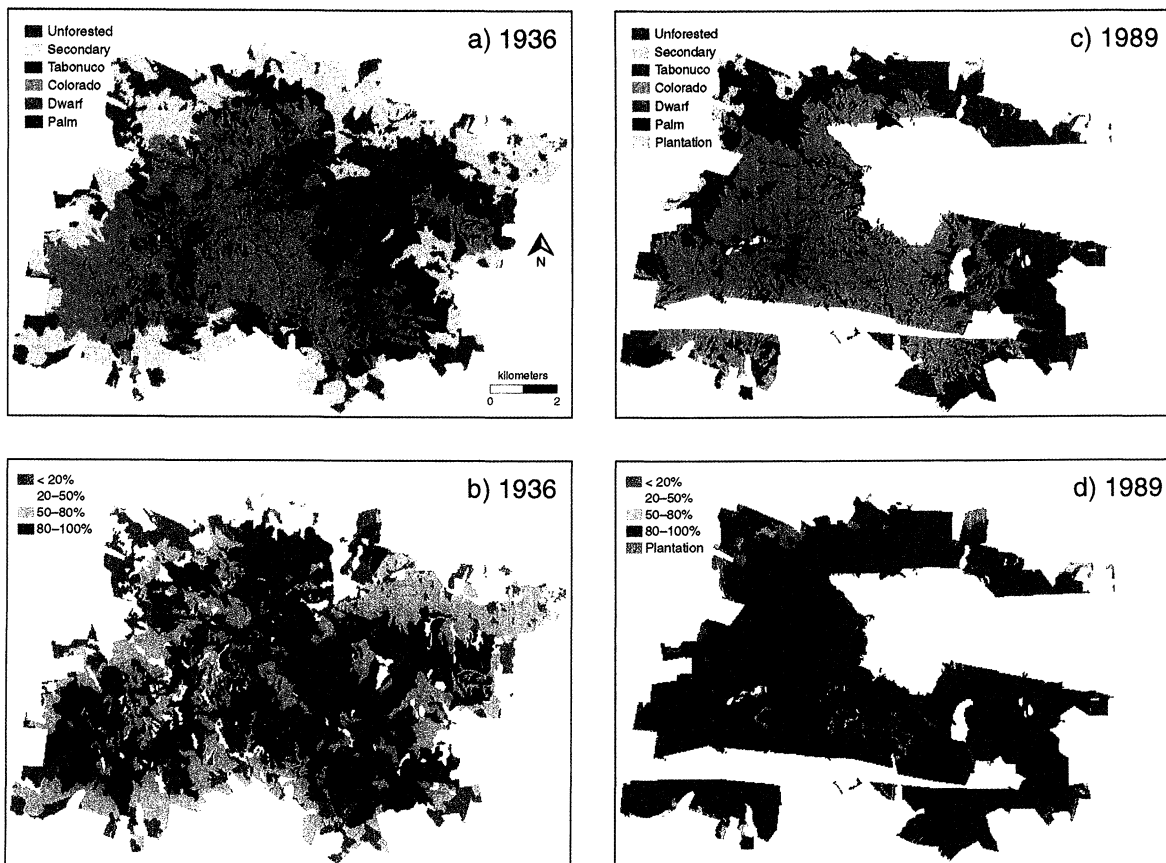 a) 1936
Unforested
Secondary
Tabonuco
Colorado
Dwarf
Palm
N
kilometers
0 2
c) 1989
Unforested
Secondary
Tabonuco
Colorado
Dwarf
Palm
Plantation
b) 1936
< 20%
20–50%
50–80%
80–100%
d) 1989
< 20%
20–50%
50–80%
80–100%
Plantation